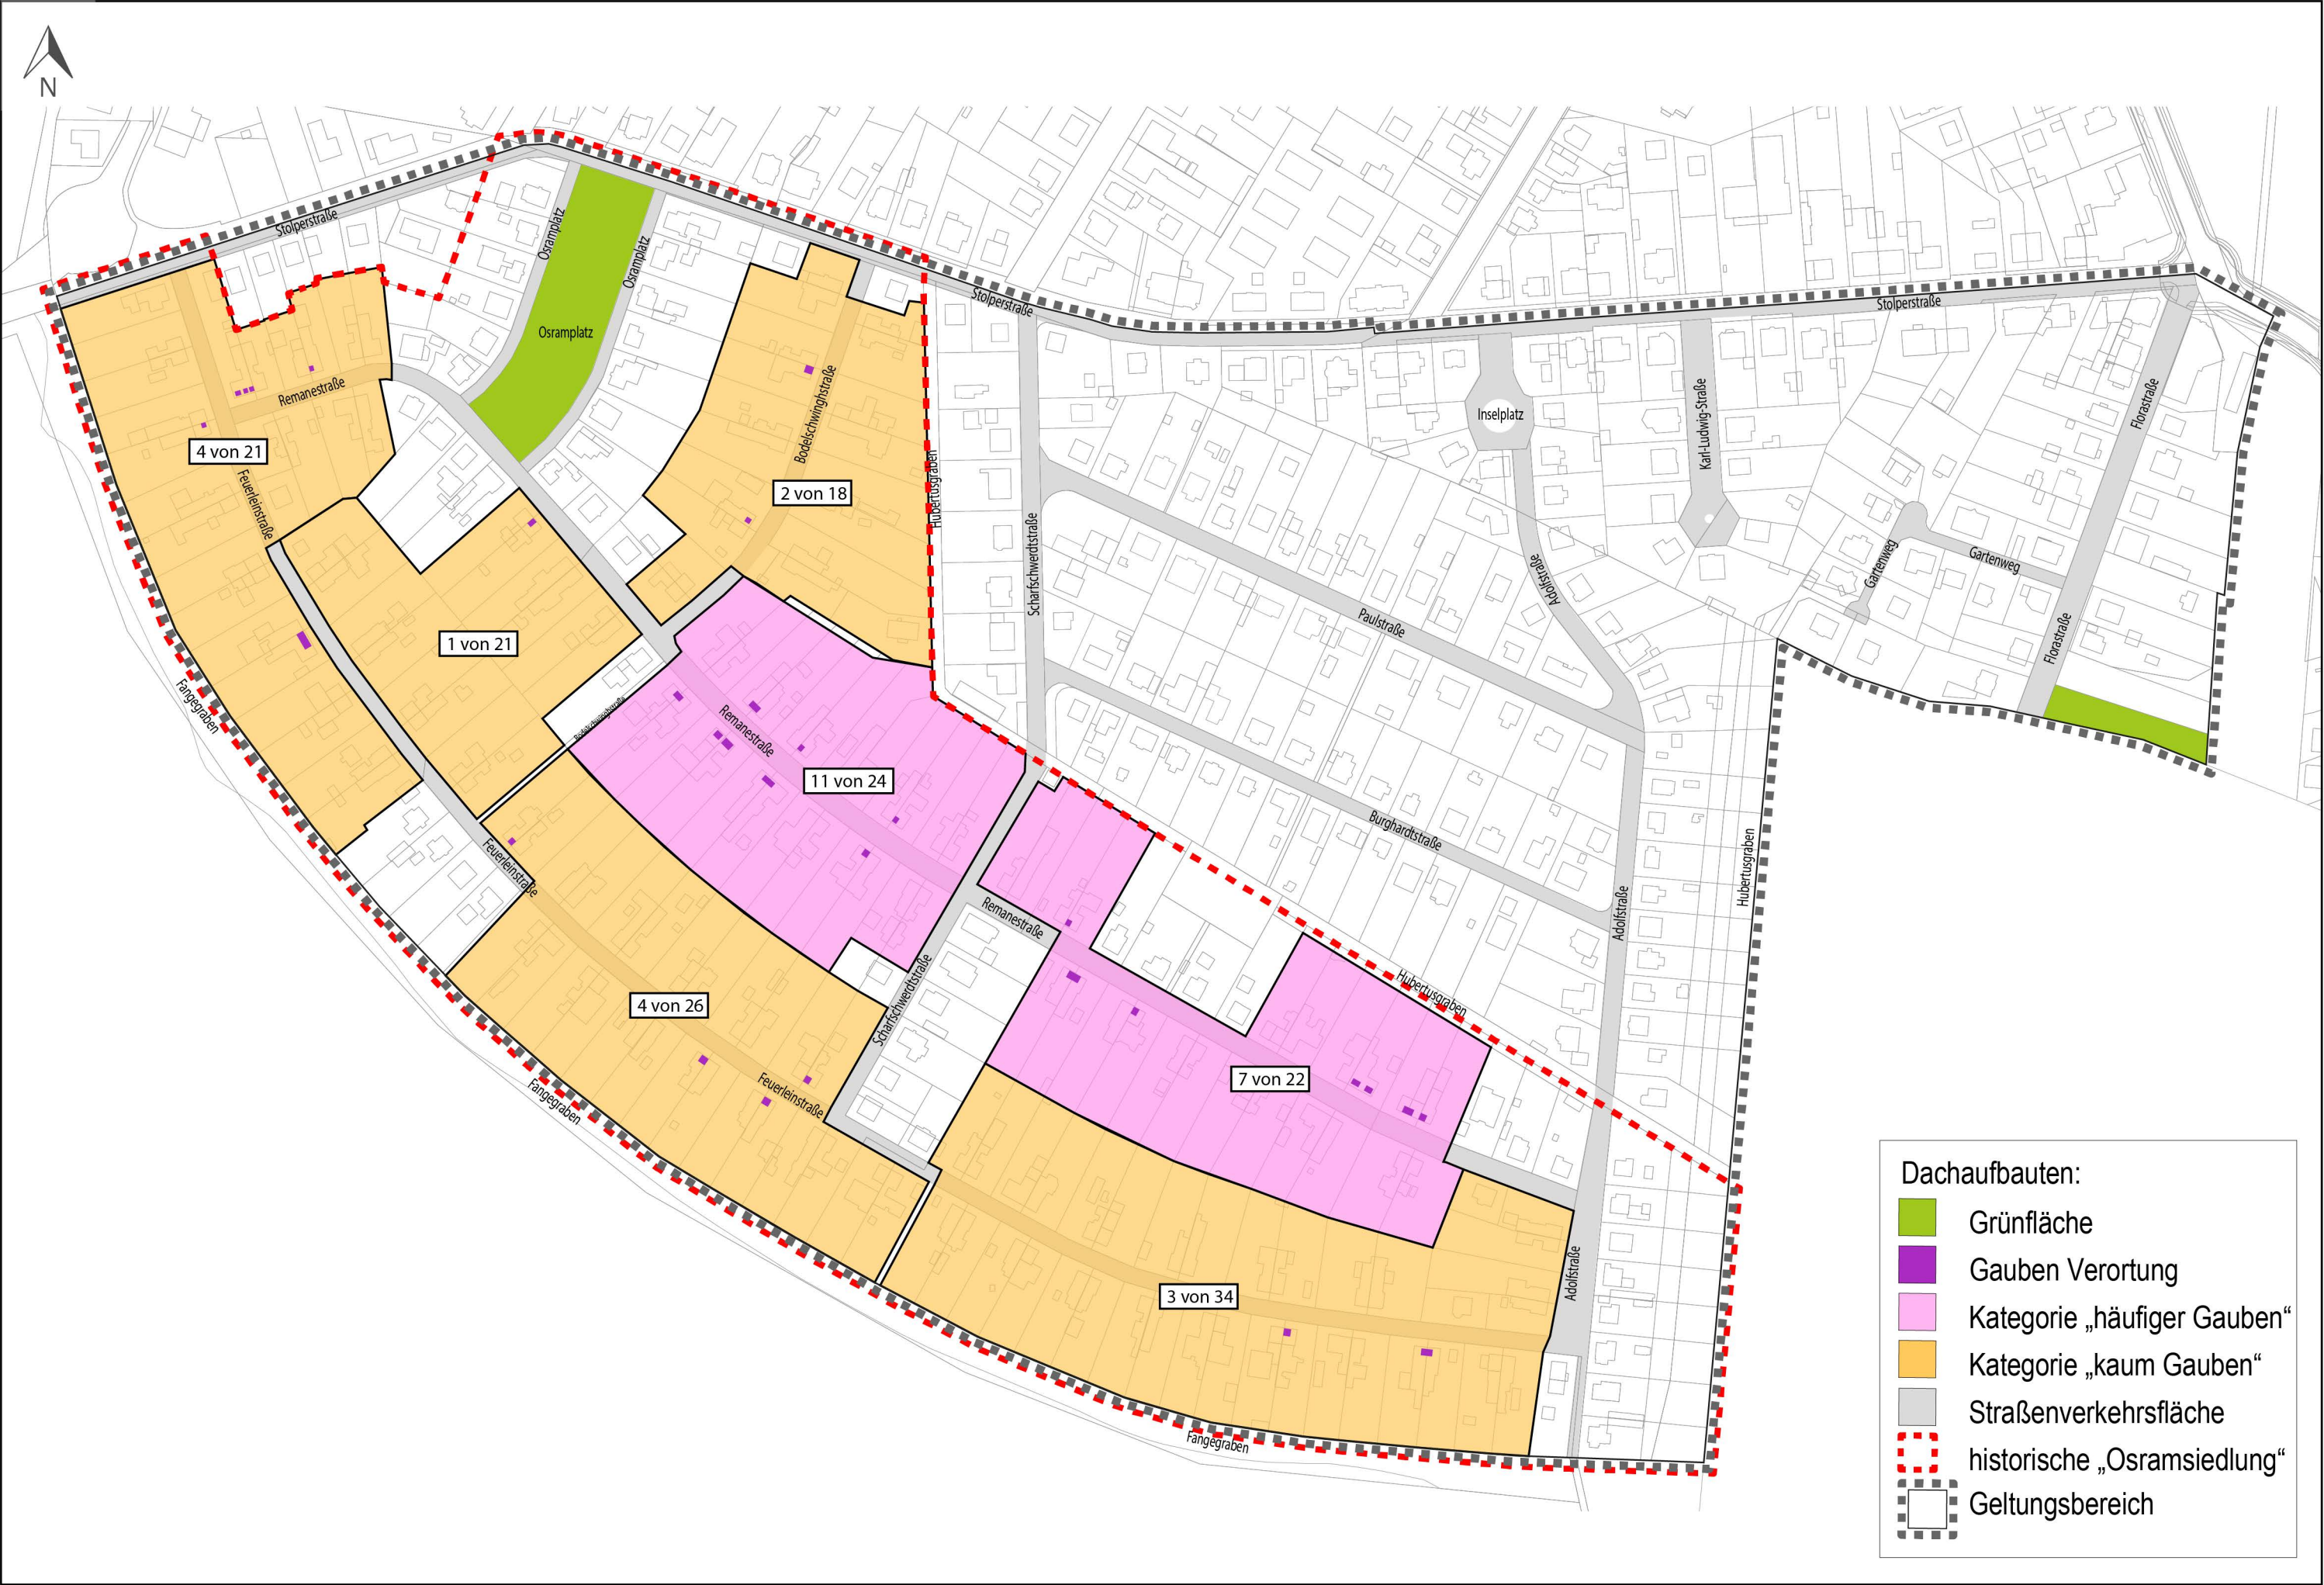 N
Stolperstraße
Osramplatz
Osramplatz
Osramplatz
Stolperstraße
Stolperstraße
Remanestraße
4 von 21
Feuerleinstraße
Bodelschwinghstraße
2 von 18
Hubertusgraben
Scharfschwerdtstraße
Inselplatz
Karl-Ludwig-Straße
Florastraße
Gartenweg
Gartenweg
Adolfstraße
Paulstraße
Florastraße
1 von 21
Fangegraben
Bodelschwinghstraße
Remanestraße
11 von 24
Burghardtstraße
Hubertusgraben
Feuerleinstraße
Remanestraße
Adolfstraße
Scharfschwerdtstraße
Hubertusgraben
4 von 26
7 von 22
Feuerleinstraße
Fangegraben
3 von 34
Adolfstraße
Fangegraben
Dachaufbauten:
Grünfläche
Gauben Verortung
Kategorie „häufiger Gauben“
Kategorie „kaum Gauben“
Straßenverkehrsfläche
historische „Osramsiedlung“
Geltungsbereich